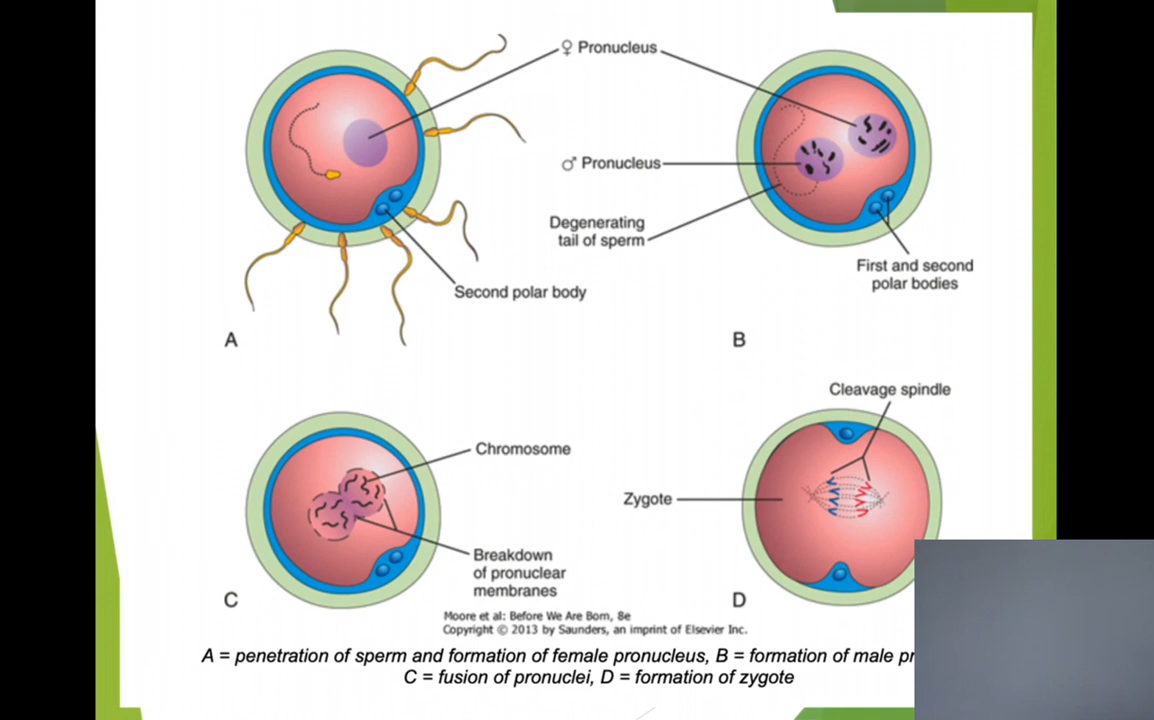 ♀ Pronucleus
♂ Pronucleus
Degenerating
tail of sperm
Second polar body
First and second
polar bodies
A
B
Cleavage spindle
Chromosome
Zygote
Breakdown
of pronuclear
membranes
C
D
Moore et al: Before We Are Born, 8e
Copyright © 2013 by Saunders, an imprint of Elsevier Inc.
A = penetration of sperm and formation of female pronucleus, B = formation of male
C = fusion of pronuclei, D = formation of zygote